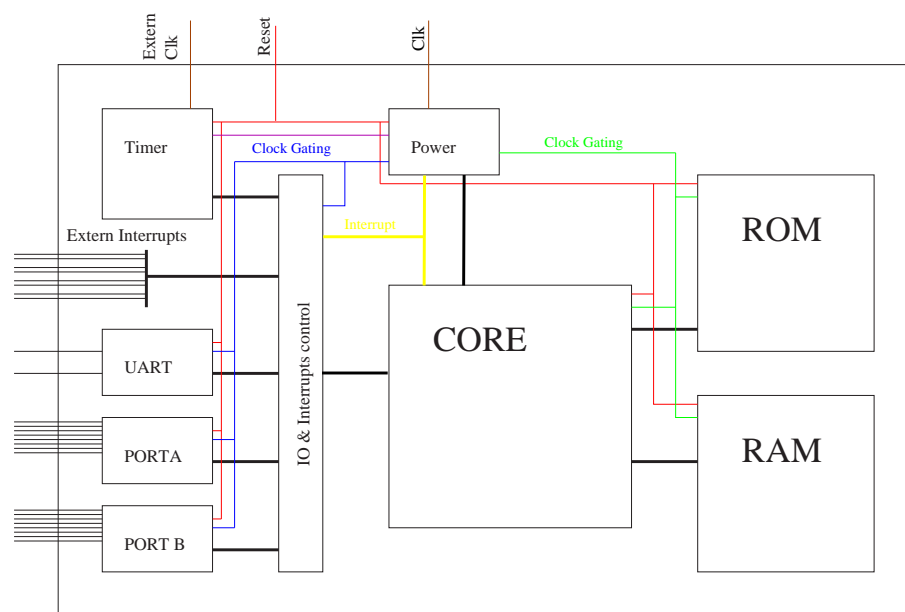 Extern
Clk
Reset
Clk
Timer
Power
Clock Gating
Clock Gating
Extern Interrupts
Interrupt
ROM
CORE
UART
IO & Interrupts control
PORTA
RAM
PORT B